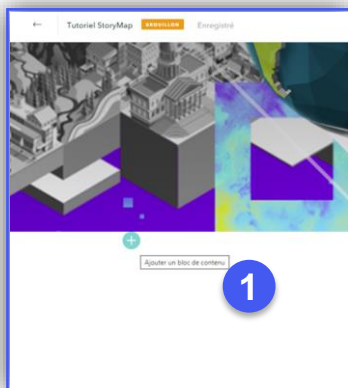 ← Tutoriel StoryMap BROUILLON Enregistré
+
Ajouter un bloc de contenu
1